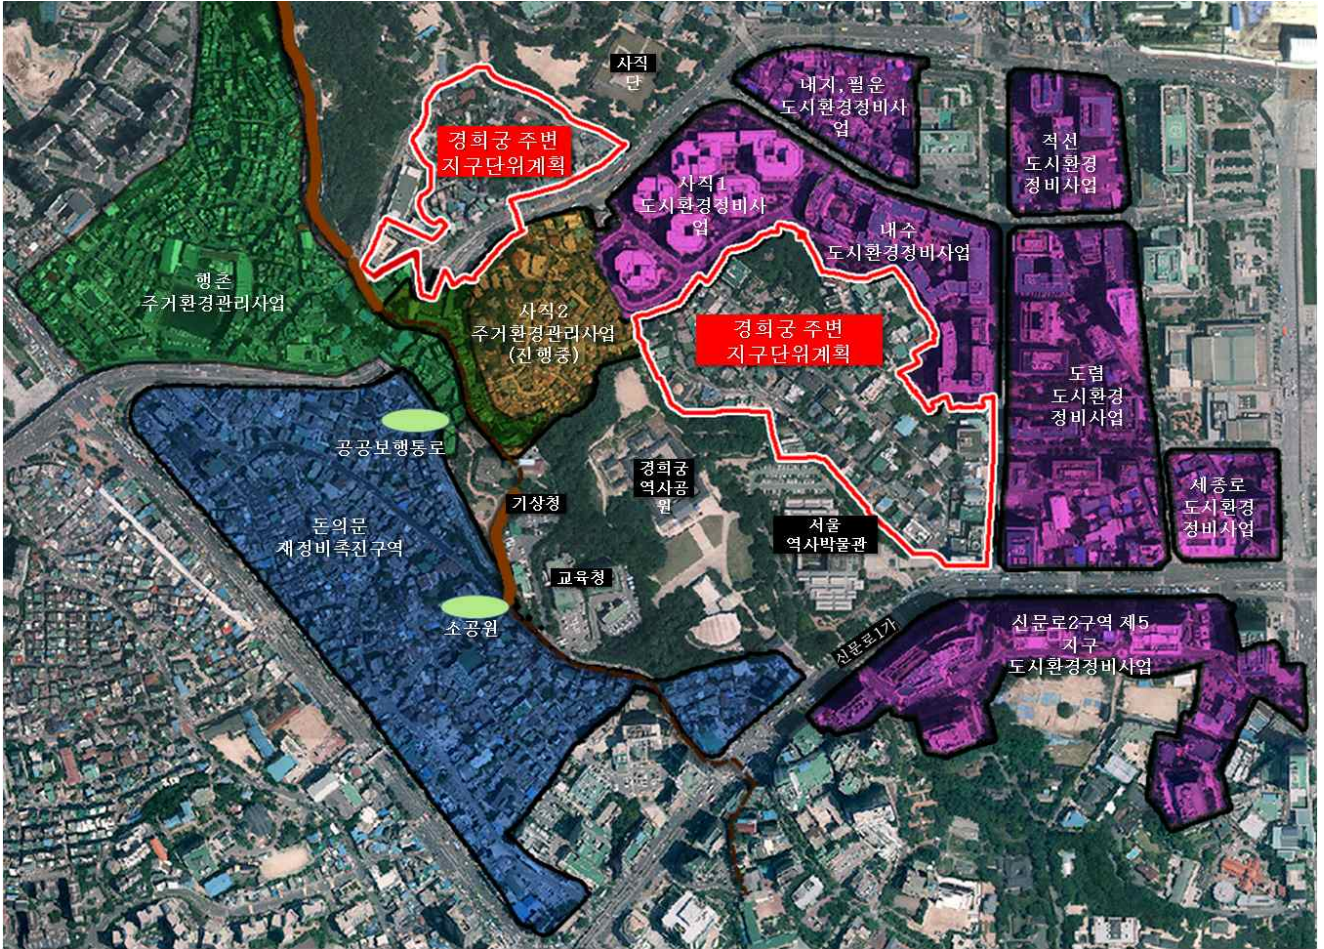 사직
단
내자,필운
도시환경정비사
업
경희궁 주변
지구단위계획
적선
도시환경
정비사업
사직1
도시환경정비사
업
내수
도시환경정비사업
행촌
주거환경관리사업
사직2
주거환경관리사업
(진행중)
경희궁 주변
지구단위계획
도렴
도시환경
정비사업
공공보행통로
경희궁
역사공
원
기상청
세종로
도시환경
정비사업
돈의문
재정비촉진구역
서울
역사박물관
교육청
소공원
신문로1가
신문로2구역 제5
지구
도시환경정비사업